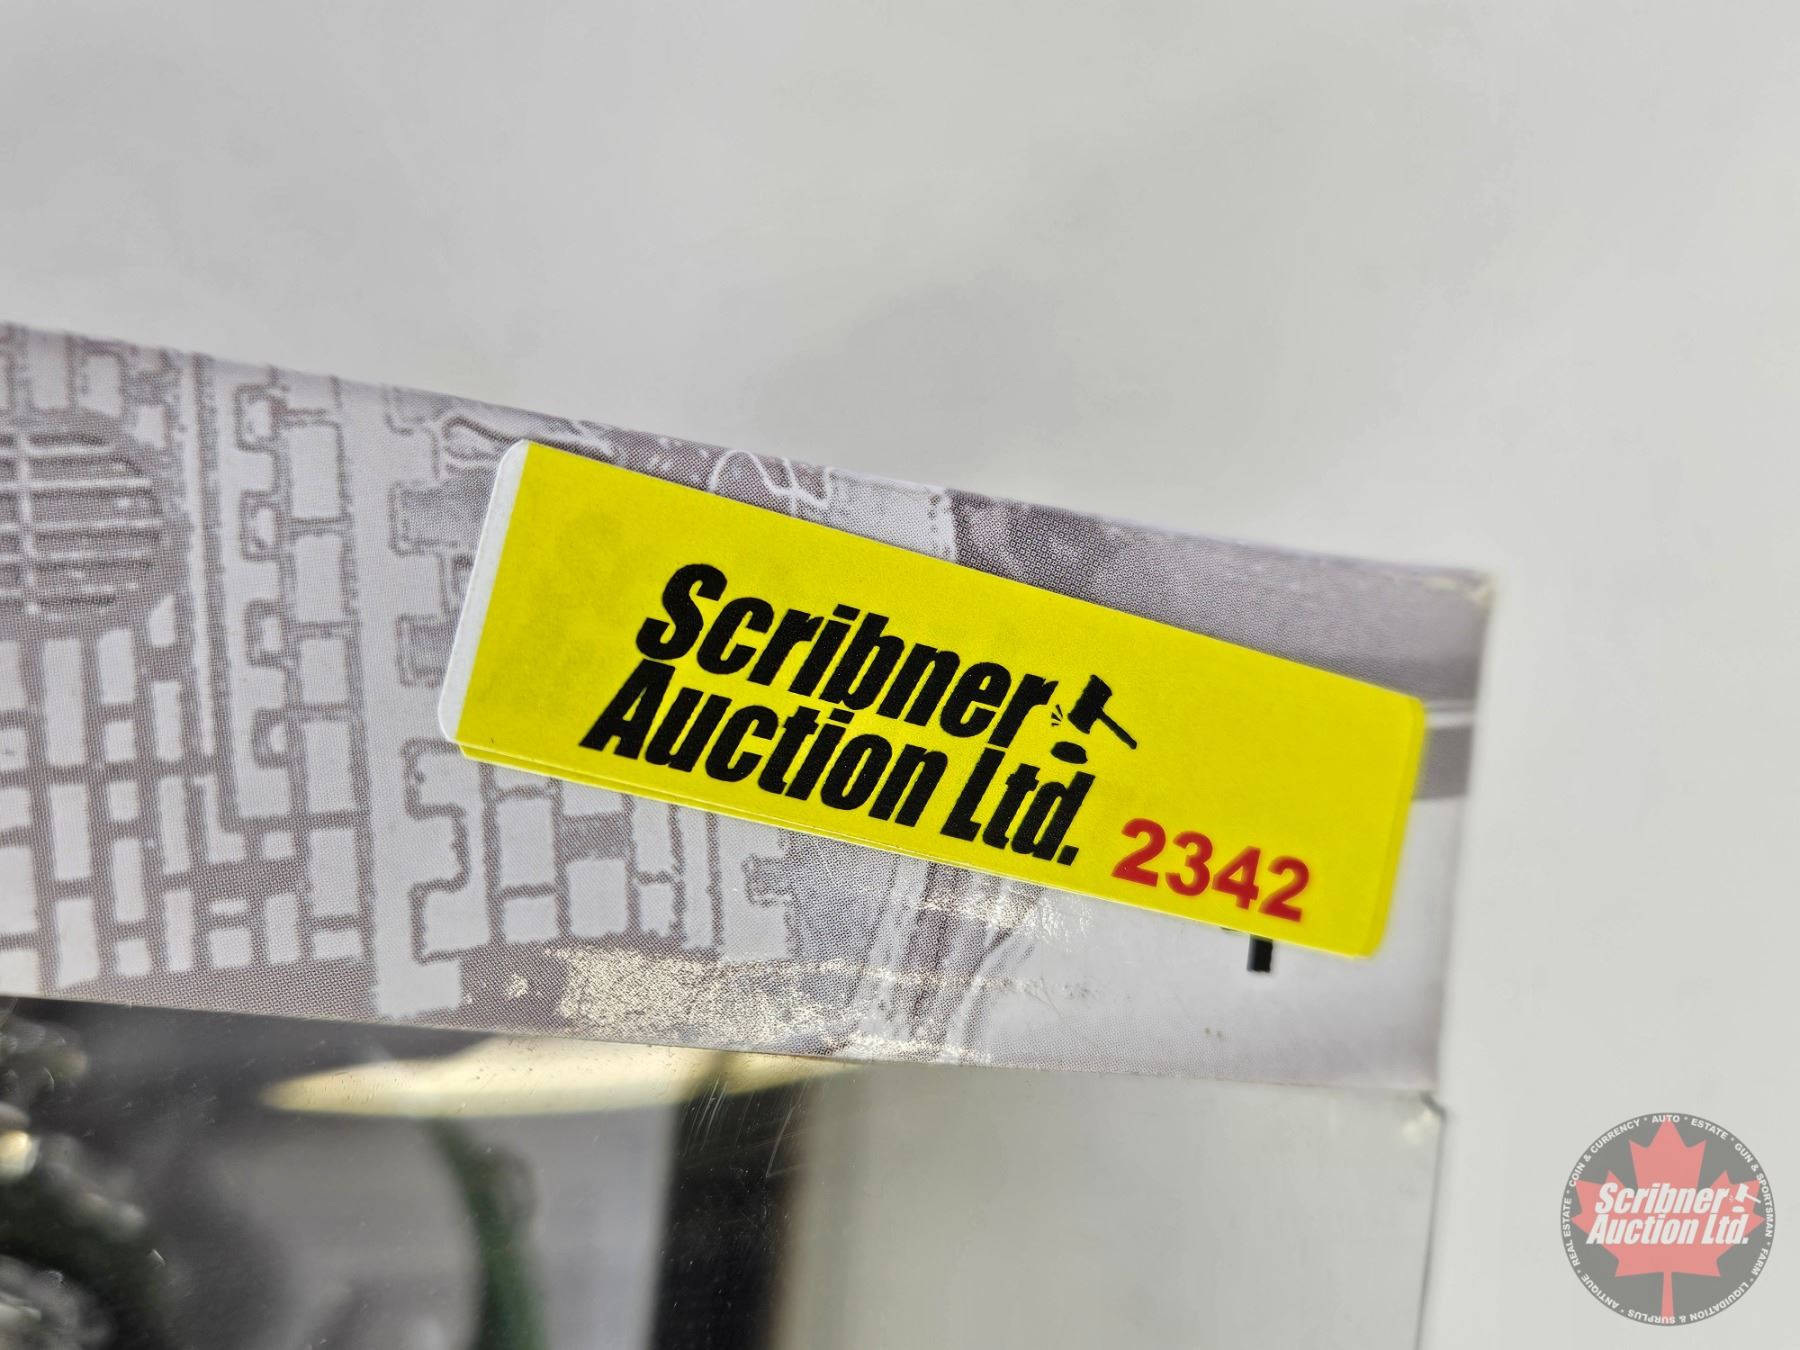 Scribner
Auction Ltd.
2342
COIN & CURRENCY · AUTO · ESTATE · GUN & SPORTSMAN · FARM · LIQUIDATION & SURPLUS · ANTIQUE · REAL ESTATE ·
Scribner
Auction Ltd.